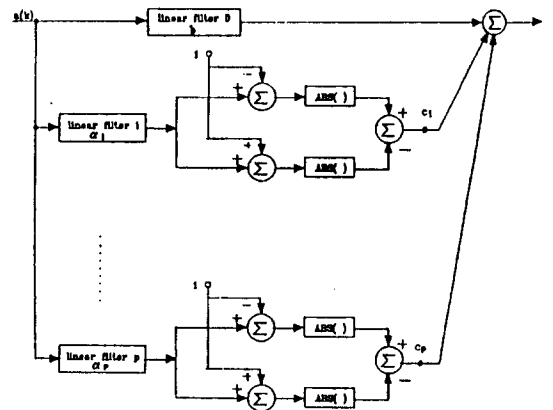 a(k)
linear filter 0
b
Σ
1
−
+
Σ
ABS( )
linear filter 1
α1
+
Σ
c1
−
+
+
Σ
ABS( )
1
−
+
Σ
ABS( )
linear filter p
αp
+
Σ
cp
−
+
+
Σ
ABS( )